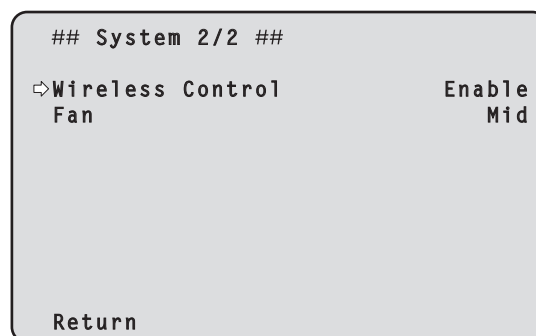 ## System 2/2 ##
⇨Wireless Control Enable
Fan Mid
Return